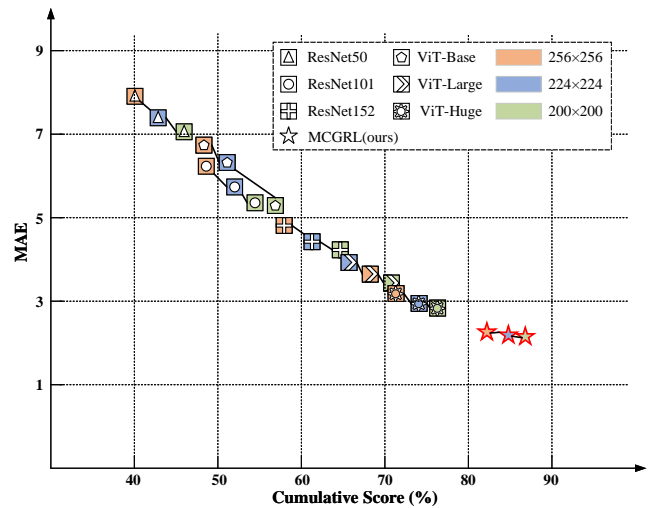 9
7
5
3
1
MAE
ResNet50 ViT-Base 256×256
ResNet101 ViT-Large 224×224
ResNet152 ViT-Huge 200×200
MCGRL(ours)
40 50 60 70 80 90
Cumulative Score (%)